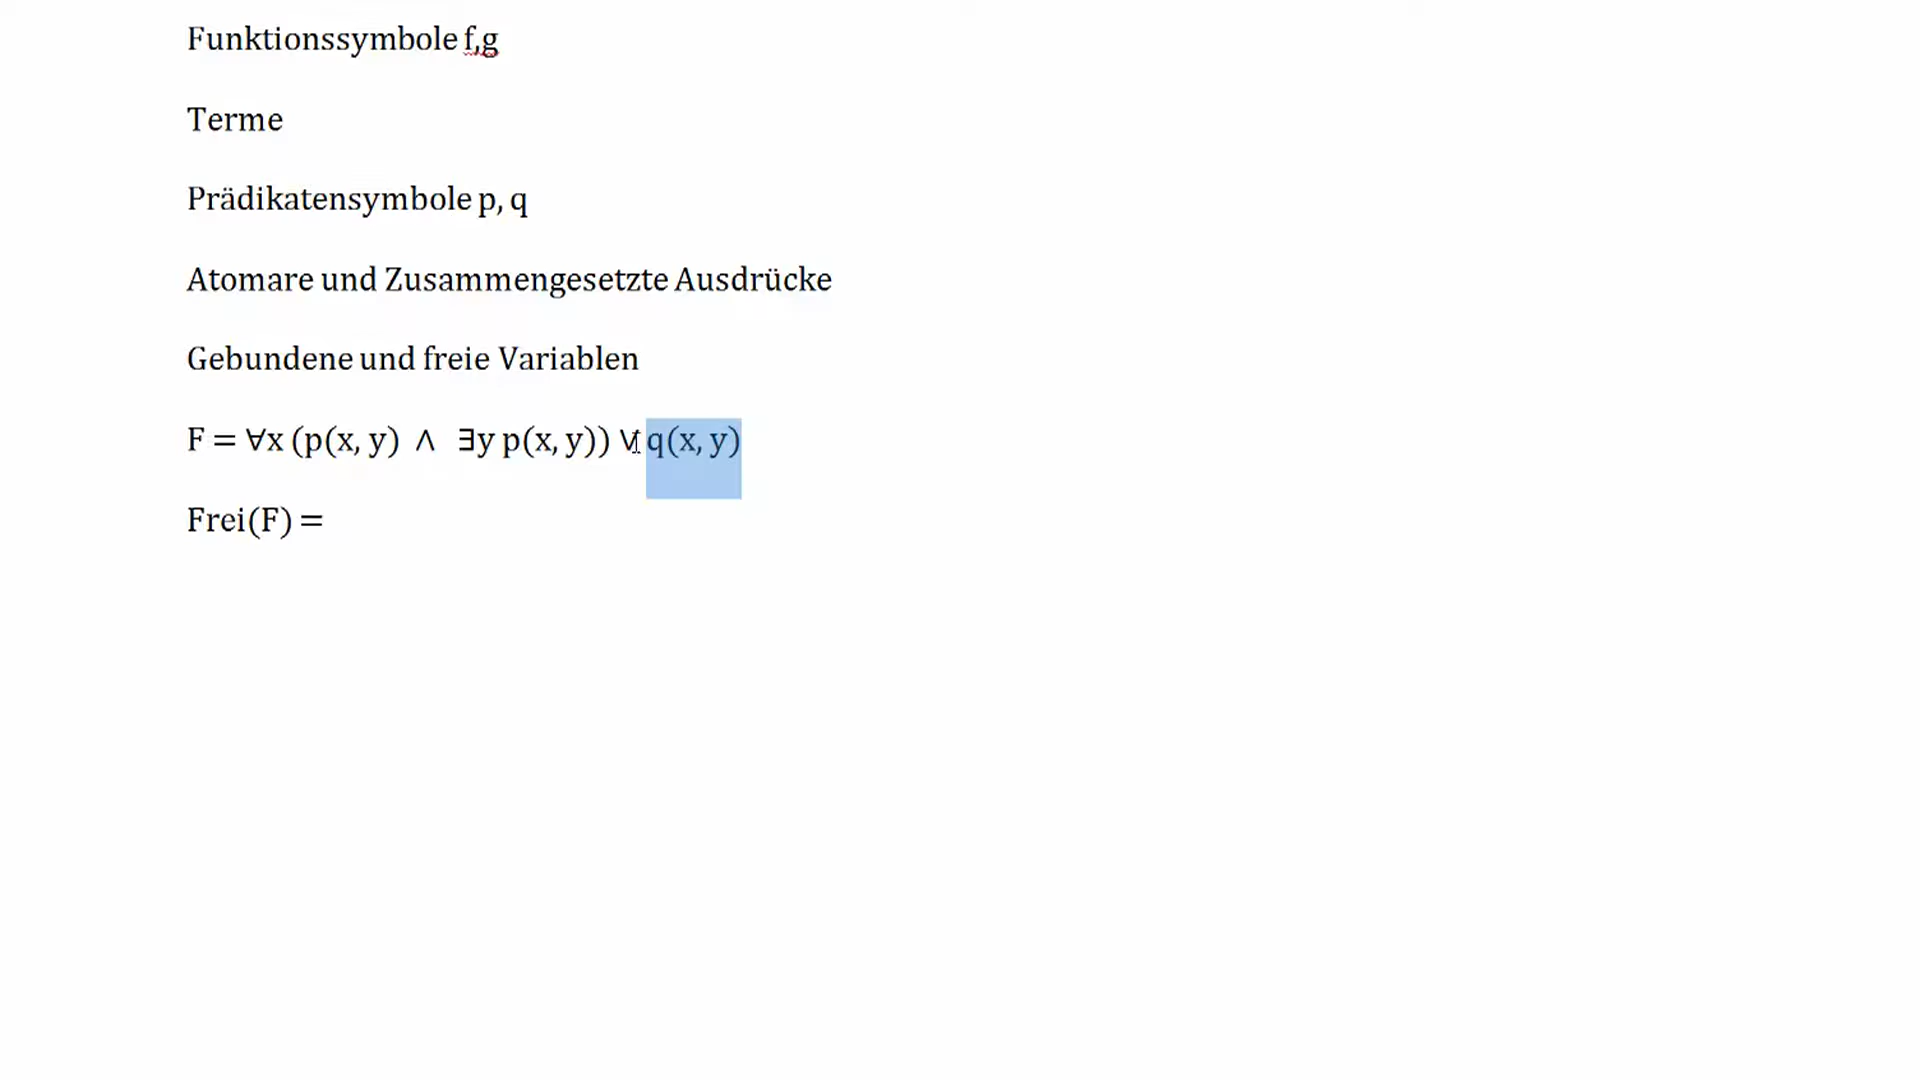 Funktionssymbole f,g
Terme
Prädikatensymbole p, q
Atomare und Zusammengesetzte Ausdrücke
Gebundene und freie Variablen
F = ∀x (p(x, y) ∧ ∃y p(x, y)) ∨ q(x, y)
Frei(F) =